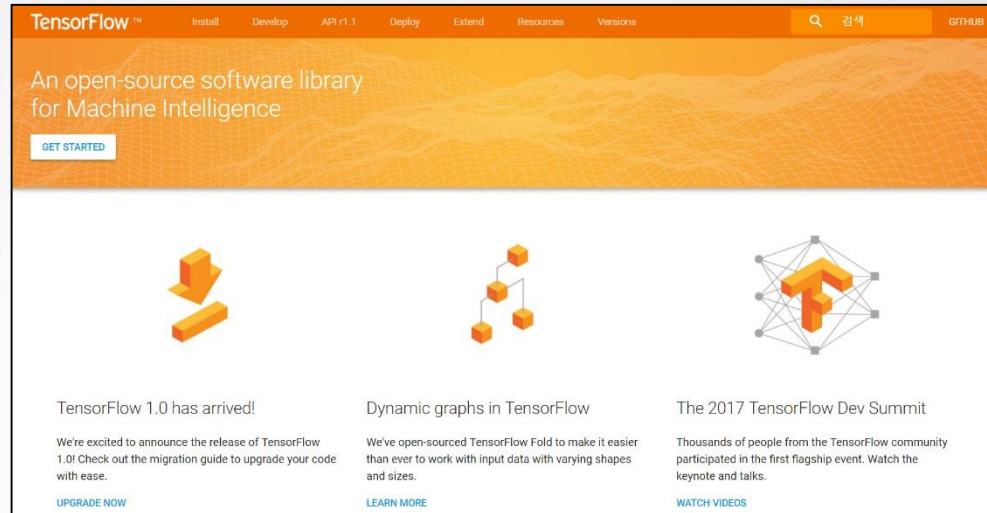 TensorFlow ™ Install Develop API r1.1 Deploy Extend Resources Versions 검색 GITHUB
An open-source software library
for Machine Intelligence
GET STARTED
TensorFlow 1.0 has arrived!
We're excited to announce the release of TensorFlow
1.0! Check out the migration guide to upgrade your code
with ease.
UPGRADE NOW
Dynamic graphs in TensorFlow
We've open-sourced TensorFlow Fold to make it easier
than ever to work with input data with varying shapes
and sizes.
LEARN MORE
The 2017 TensorFlow Dev Summit
Thousands of people from the TensorFlow community
participated in the first flagship event. Watch the
keynote and talks.
WATCH VIDEOS